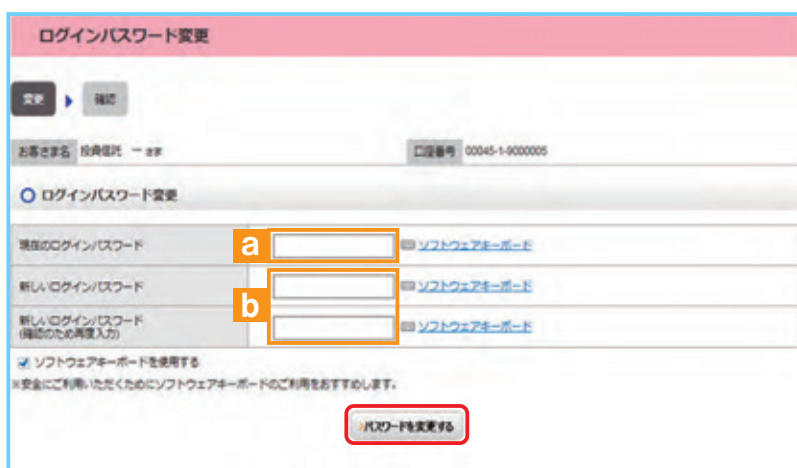 ログインパスワード変更
変更 確認
お客さま名 投資信託 一 さま 口座番号 00045-1-9000005
ログインパスワード変更
現在のログインパスワード a ソフトウェアキーボード
新しいログインパスワード ソフトウェアキーボード
b
新しいログインパスワード ソフトウェアキーボード
(確認のため再度入力)
ソフトウェアキーボードを使用する
※安全にご利用いただくためにソフトウェアキーボードのご利用をおすすめします。
パスワードを変更する